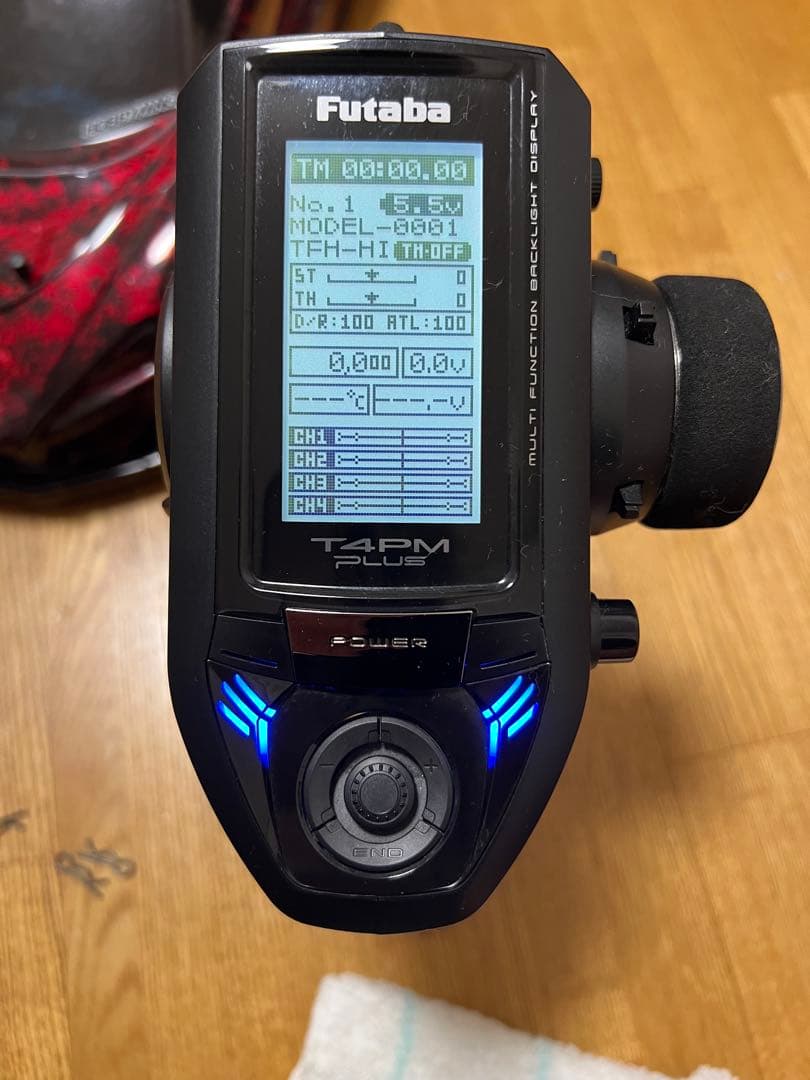 Futaba
TM 00:00.00
No.1 5.5v
MODEL-0001
TFH-HI TM-OFF
ST 0
TH 0
D/R:100 ATL:100
0,000 0.0v
---℃ ---.-V
CH1
CH2
CH3
CH4
MULTI FUNCTION BACKLIGHT DISPLAY
T4PM
PLUS
POWER
- +
END